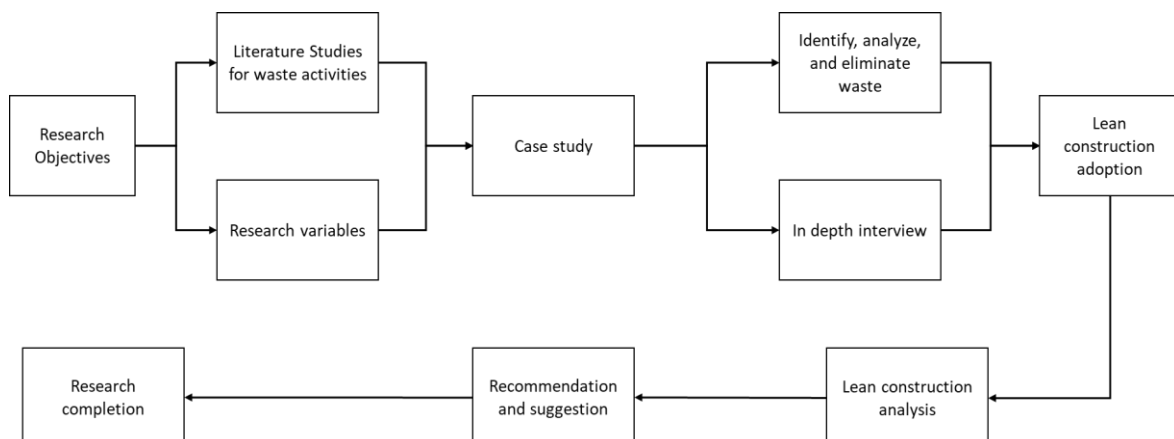 Research
Objectives
Literature Studies
for waste activities
Research variables
Case study
Identify, analyze,
and eliminate
waste
In depth interview
Lean
construction
adoption
Lean construction
analysis
Recommendation
and suggestion
Research
completion